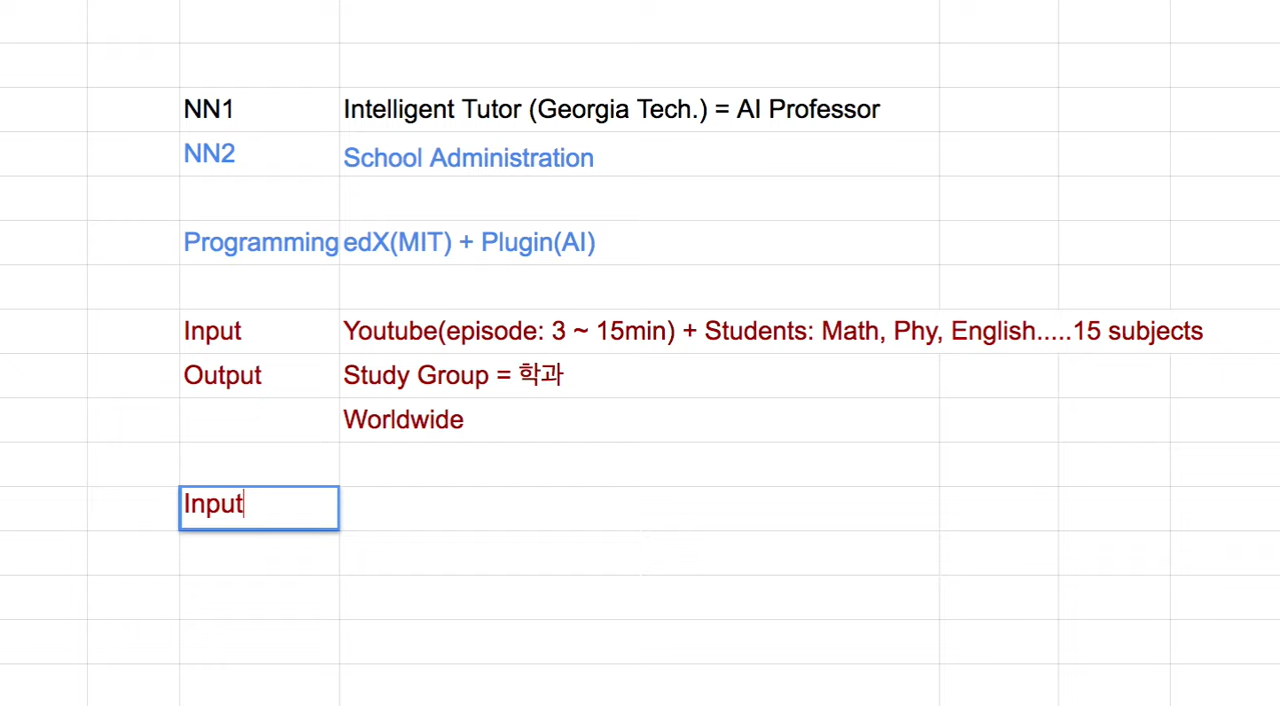 NN1 Intelligent Tutor (Georgia Tech.) = AI Professor
NN2 School Administration
Programming edX(MIT) + Plugin(AI)
Input Youtube(episode: 3 ~ 15min) + Students: Math, Phy, English.....15 subjects
Output Study Group = 학과
Worldwide
Input